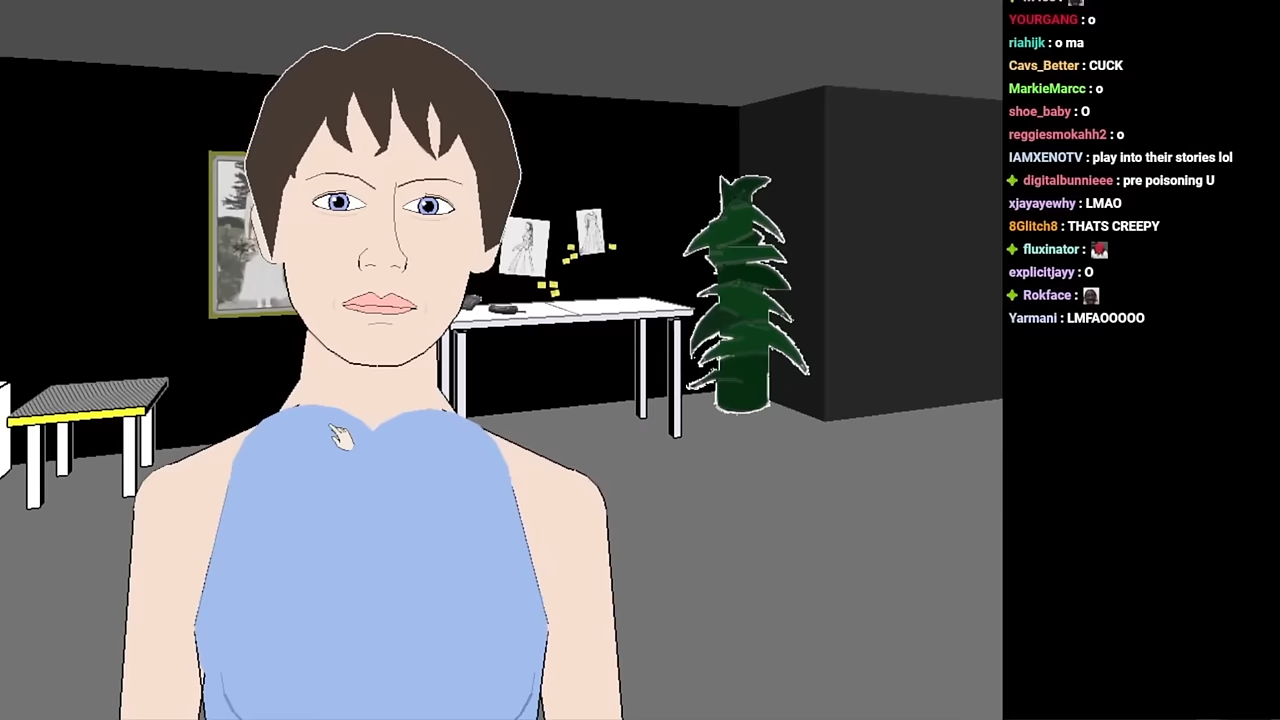 YOURGANG : o
riahijk : o ma
Cavs_Better : CUCK
MarkieMarcc : o
shoe_baby : O
reggiesmokahh2 : o
IAMXENOTV : play into their stories lol
digitalbunnieee : pre poisoning U
xjayayewhy : LMAO
8Glitch8 : THATS CREEPY
fluxinator :
explicitjayy : O
Rokface :
Yarmani : LMFAOOOOO